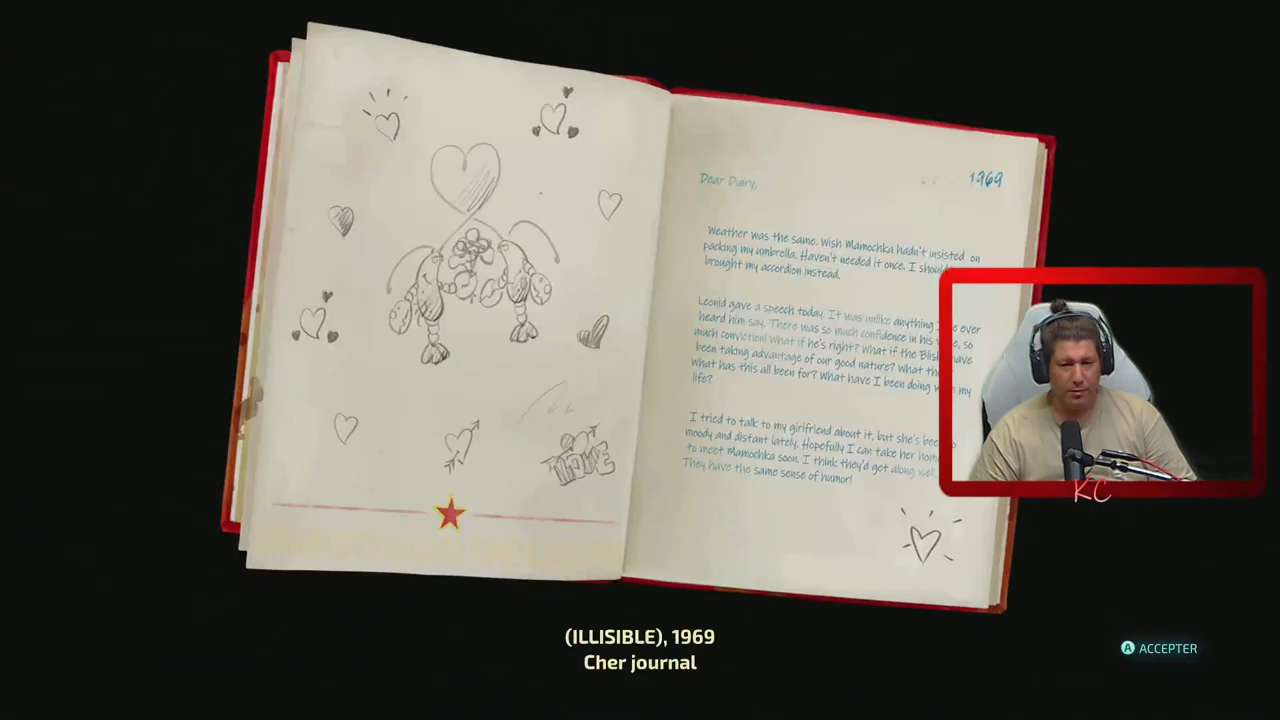 Dear Diary,
1969
Weather was the same. Wish Mamochka hadn't insisted on
packing my umbrella. Haven't needed it once. I
brought my accordion instead.
Leonid gave a speech today. It was unlike anything ever
heard him say. There was so much confidence in his so
much conviction! What if he's right? What if the have
been taking advantage of our good nature? What
what has this all been for? What have I been doing my
life?
I tried to talk to my girlfriend about it, but she's
moody and distant lately. Hopefully I can take her
to meet Mamochka soon. I think they'd get along
They have the same sense of humor!
KC
(ILLISIBLE), 1969
Cher journal
A ACCEPTER